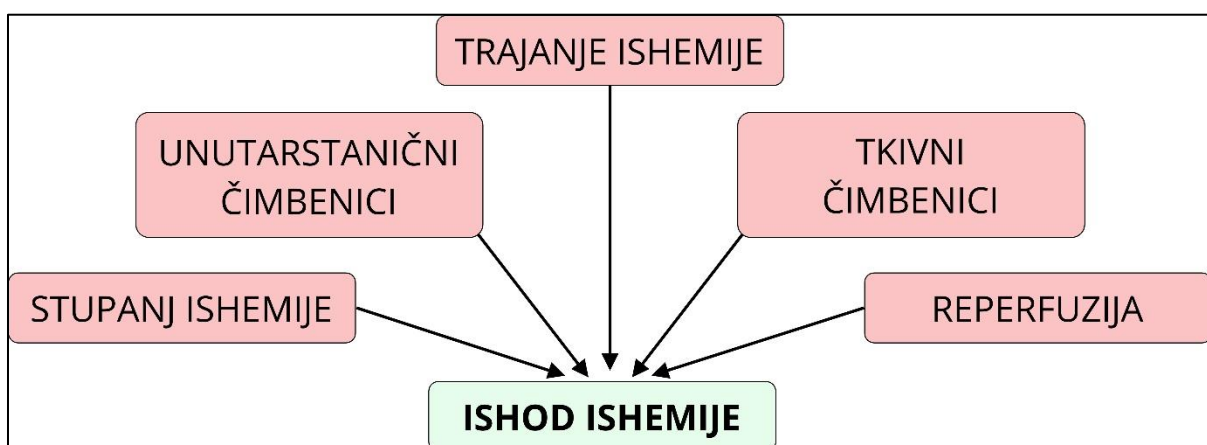 TRAJANJE ISHEMIJE
UNUTARSTANIČNI
ČIMBENICI
TKIVNI
ČIMBENICI
STUPANJ ISHEMIJE
REPERFUZIJA
ISHOD ISHEMIJE